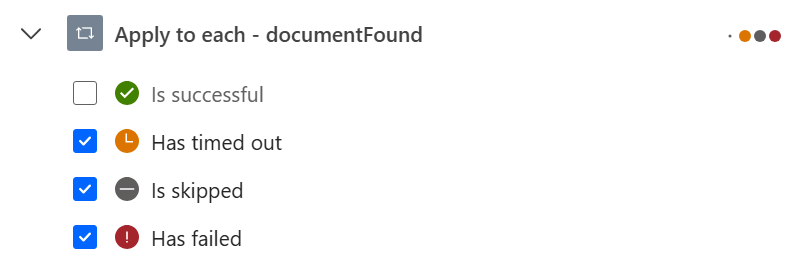 Apply to each - documentFound
Is successful
Has timed out
Is skipped
Has failed